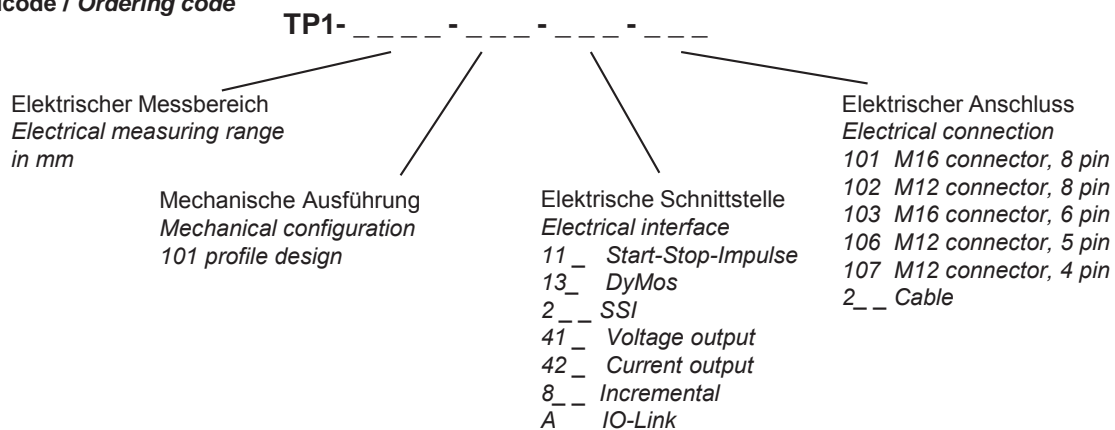 code / Ordering code
TP1- _ _ _ _ - _ _ _ - _ _ _ - _ _ _
Elektrischer Messbereich
Electrical measuring range
in mm
Mechanische Ausführung
Mechanical configuration
101 profile design
Elektrische Schnittstelle
Electrical interface
11 _ Start-Stop-Impulse
13_ DyMos
2 _ _ SSI
41 _ Voltage output
42 _ Current output
8_ _ Incremental
A IO-Link
Elektrischer Anschluss
Electrical connection
101 M16 connector, 8 pin
102 M12 connector, 8 pin
103 M16 connector, 6 pin
106 M12 connector, 5 pin
107 M12 connector, 4 pin
2_ _ Cable